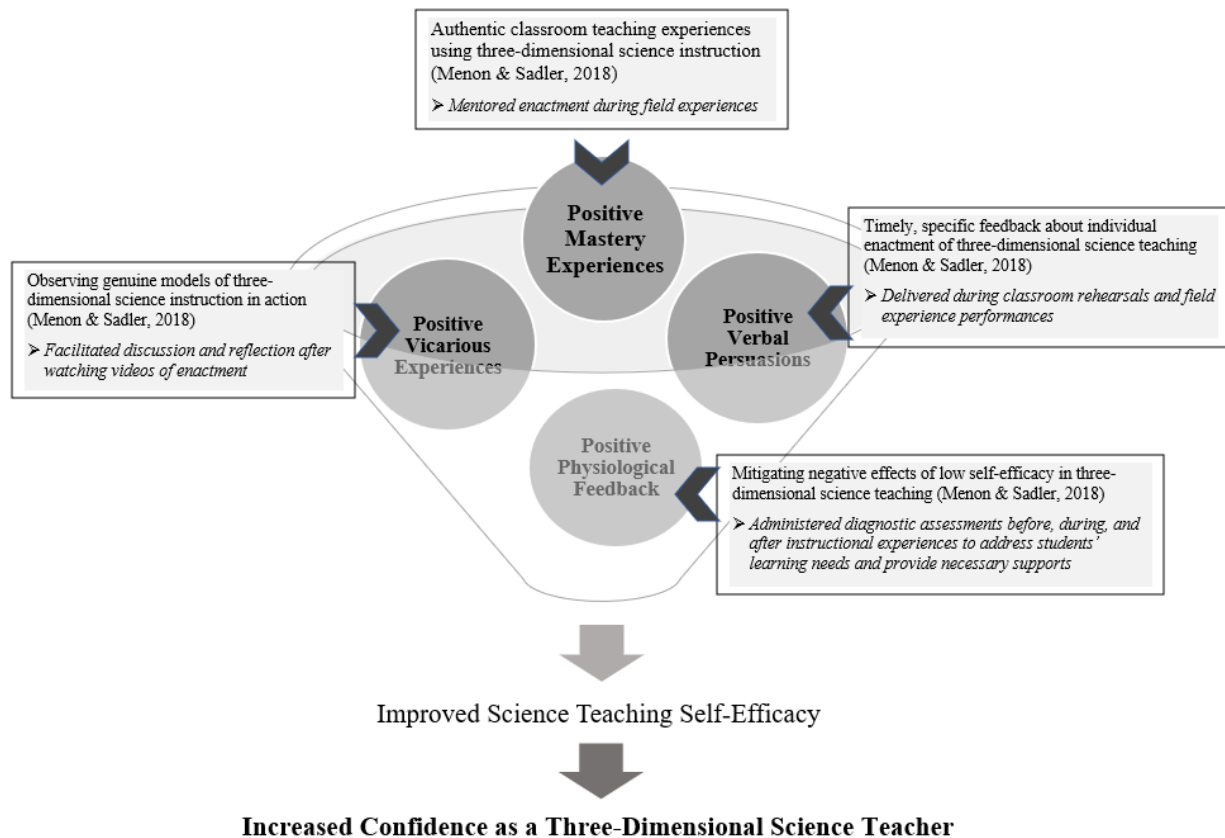 Authentic classroom teaching experiences
using three-dimensional science instruction
(Menon & Sadler, 2018)
➢ Mentored enactment during field experiences
Positive
Mastery
Experiences
Timely, specific feedback about individual
enactment of three-dimensional science teaching
(Menon & Sadler, 2018)
➢ Delivered during classroom rehearsals and field
experience performances
Observing genuine models of three-
dimensional science instruction in action
(Menon & Sadler, 2018)
➢ Facilitated discussion and reflection after
watching videos of enactment
Positive
Vicarious
Experiences
Positive
Verbal
Persuasions
Positive
Physiological
Feedback
Mitigating negative effects of low self-efficacy in three-
dimensional science teaching (Menon & Sadler, 2018)
➢ Administered diagnostic assessments before, during, and
after instructional experiences to address students’
learning needs and provide necessary supports
Improved Science Teaching Self-Efficacy
Increased Confidence as a Three-Dimensional Science Teacher